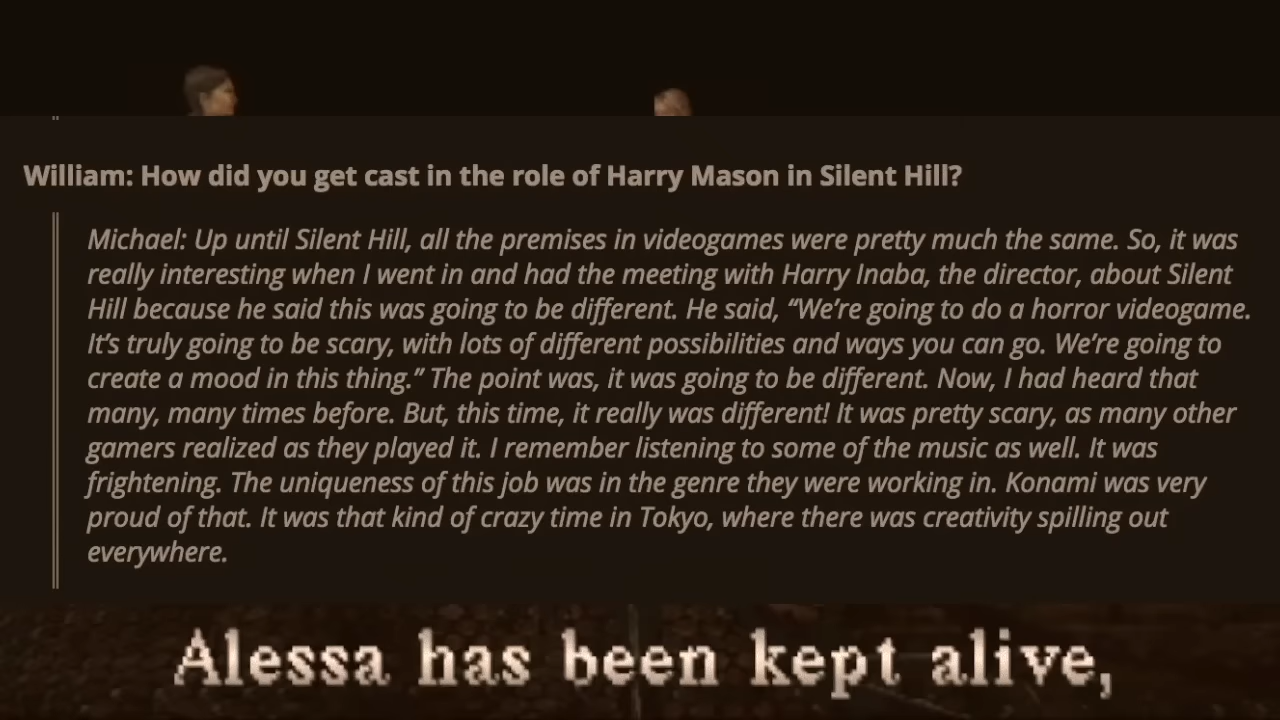 William: How did you get cast in the role of Harry Mason in Silent Hill?
Michael: Up until Silent Hill, all the premises in videogames were pretty much the same. So, it was
really interesting when I went in and had the meeting with Harry Inaba, the director, about Silent
Hill because he said this was going to be different. He said, “We’re going to do a horror videogame.
It’s truly going to be scary, with lots of different possibilities and ways you can go. We’re going to
create a mood in this thing.” The point was, it was going to be different. Now, I had heard that
many, many times before. But, this time, it really was different! It was pretty scary, as many other
gamers realized as they played it. I remember listening to some of the music as well. It was
frightening. The uniqueness of this job was in the genre they were working in. Konami was very
proud of that. It was that kind of crazy time in Tokyo, where there was creativity spilling out
everywhere.
Alessa has been kept alive,